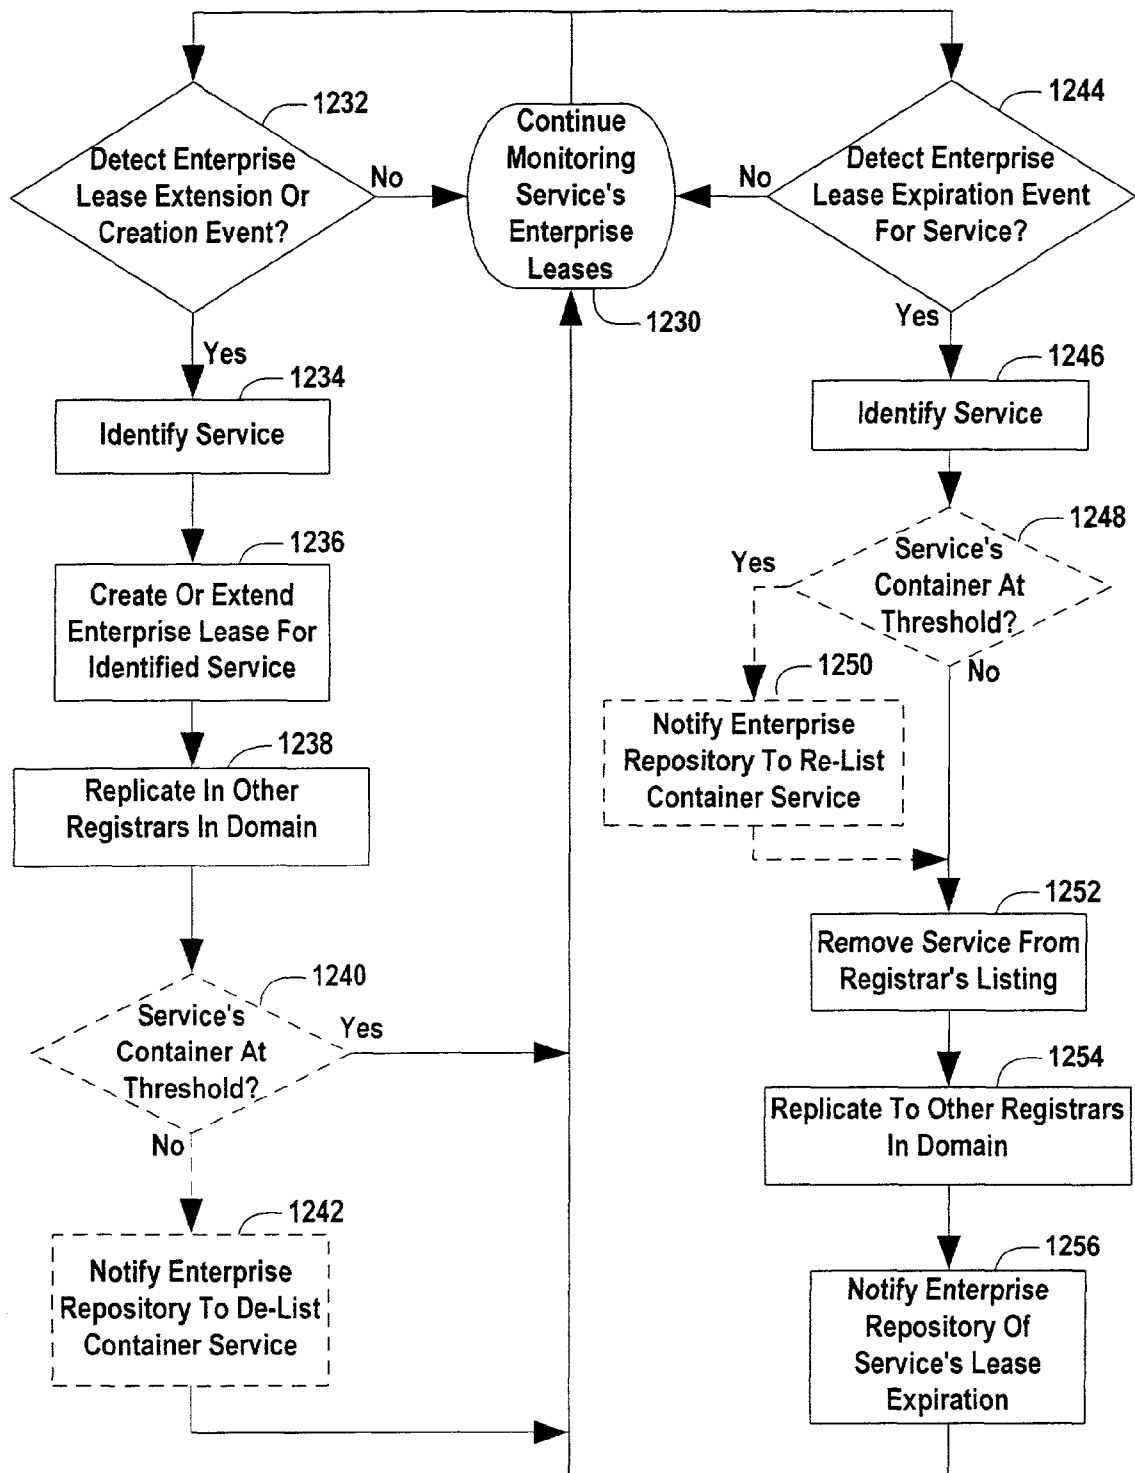 1232
Detect Enterprise
Lease Extension Or
Creation Event?
No
Yes
Continue
Monitoring
Service's
Enterprise
Leases
1230
1244
Detect Enterprise
Lease Expiration Event
For Service?
No
Yes
1234
Identify Service
1236
Create Or Extend
Enterprise Lease For
Identified Service
1238
Replicate In Other
Registrars In Domain
1240
Service's
Container At
Threshold?
Yes
No
1242
Notify Enterprise
Repository To De-List
Container Service
1246
Identify Service
1248
Service's
Container At
Threshold?
Yes
No
1250
Notify Enterprise
Repository To Re-List
Container Service
1252
Remove Service From
Registrar's Listing
1254
Replicate To Other Registrars
In Domain
1256
Notify Enterprise
Repository Of
Service's Lease
Expiration